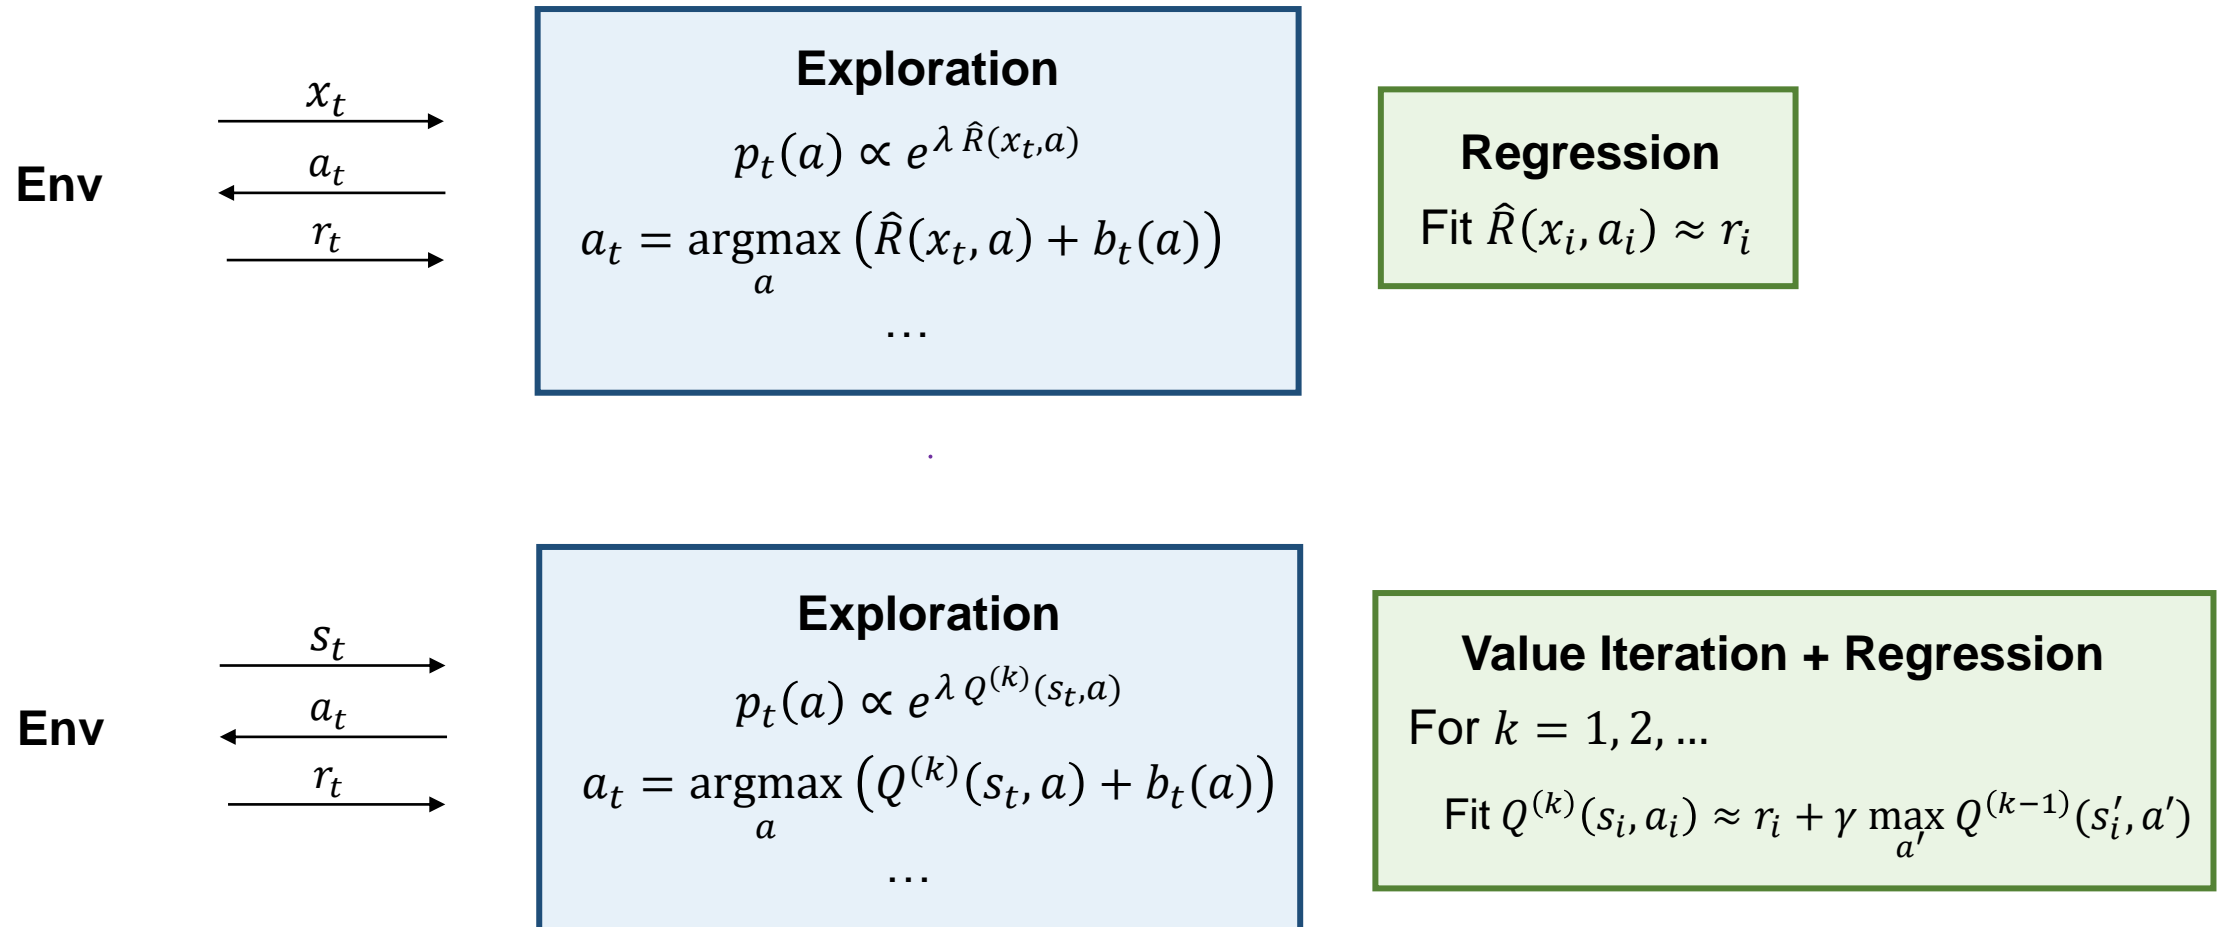 Env
x_t
a_t
r_t
Exploration
p_t(a) ∝ e^{λ R̂(x_t,a)}
a_t = argmax_a (R̂(x_t, a) + b_t(a))
…
Regression
Fit R̂(x_i, a_i) ≈ r_i
Env
s_t
a_t
r_t
Exploration
p_t(a) ∝ e^{λ Q^{(k)}(s_t,a)}
a_t = argmax_a (Q^{(k)}(s_t, a) + b_t(a))
…
Value Iteration + Regression
For k = 1, 2, …
Fit Q^{(k)}(s_i, a_i) ≈ r_i + γ max_{a′} Q^{(k−1)}(s_i′, a′)